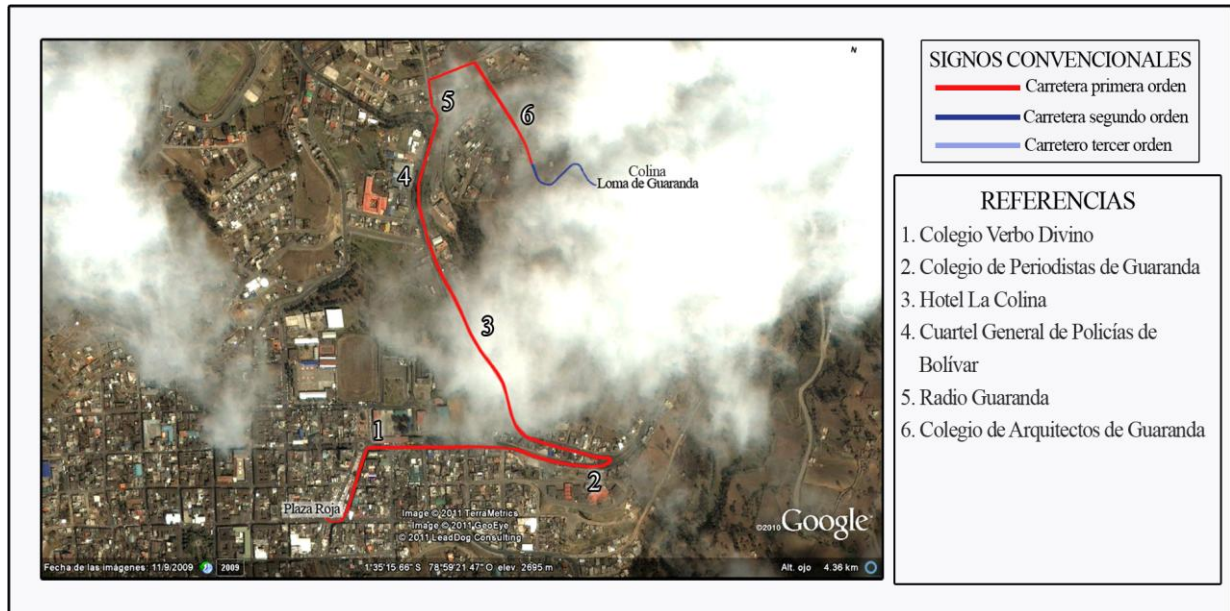 N
5
6
4
Colina
Loma de Guaranda
3
1
2
Plaza Roja
Image © 2011 TerraMetrics
Image © 2011 GeoEye
© 2011 LeadDog Consulting
©2010 Google
Fecha de las imágenes: 11/9/2009 2009 1°35'15.66" S 78°59'21.47" O elev 2695 m Alt. ojo 4.36 km
SIGNOS CONVENCIONALES
Carretera primera orden
Carretera segundo orden
Carretero tercer orden
REFERENCIAS
1. Colegio Verbo Divino
2. Colegio de Periodistas de Guaranda
3. Hotel La Colina
4. Cuartel General de Policías de
Bolívar
5. Radio Guaranda
6. Colegio de Arquitectos de Guaranda